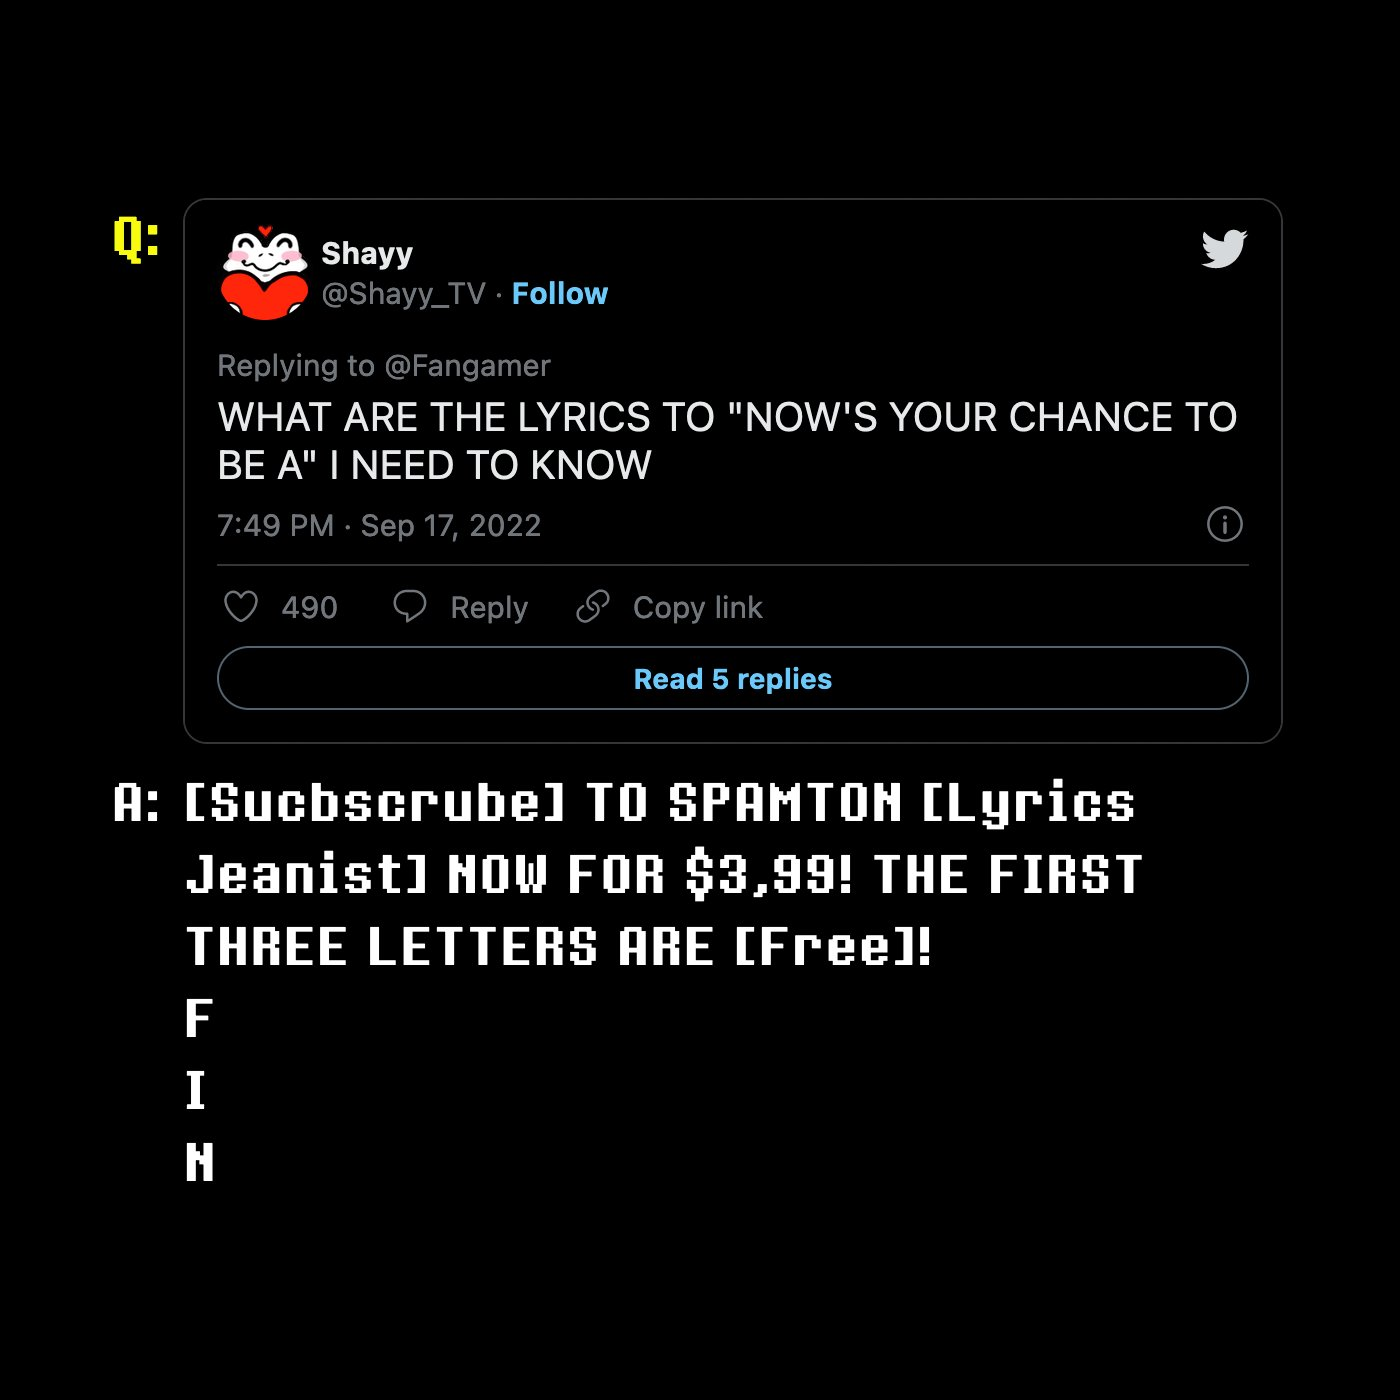 Q:
Shayy
@Shayy_TV · Follow
Replying to @Fangamer
WHAT ARE THE LYRICS TO "NOW'S YOUR CHANCE TO
BE A" I NEED TO KNOW
7:49 PM · Sep 17, 2022
490 Reply Copy link
Read 5 replies
A: [Sucbscrube] TO SPAMTON [Lyrics
Jeanist] NOW FOR $3,99! THE FIRST
THREE LETTERS ARE [Free]!
F
I
N